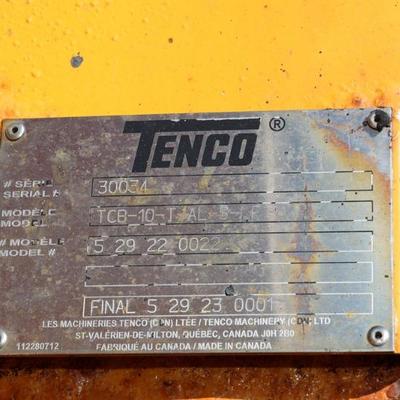 TENCO ®
# SÉRIE
SERIAL # 30034
MODÈLE
MODEL TCB-10-
# MODÈLE
MODEL # 5 29 22 0022
FINAL 5 29 23 0001
LES MACHINERIES TENCO (CDN) LTÉE / TENCO MACHINERY (CDN) LTD
ST-VALÉRIEN-DE-MILTON, QUÉBEC, CANADA J0H 2B0
112280712 FABRIQUÉ AU CANADA / MADE IN CANADA